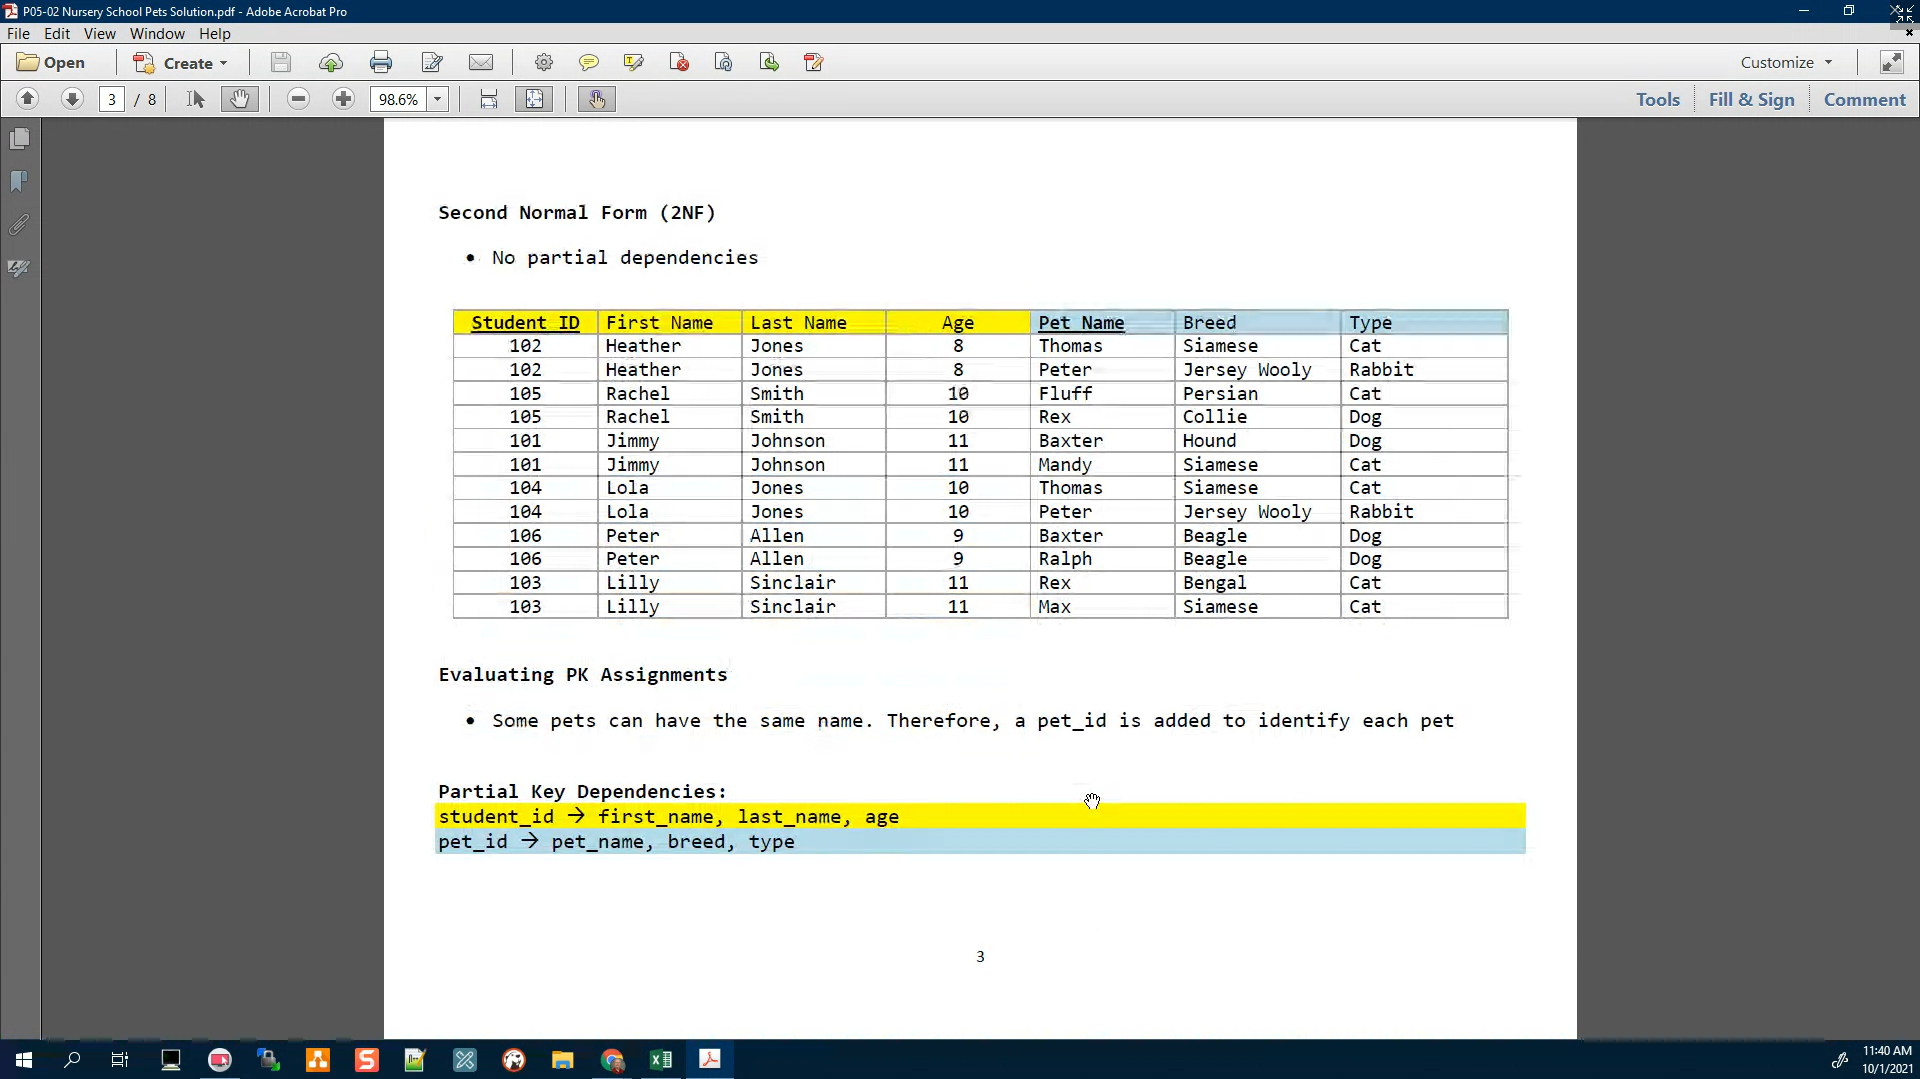 P05-02 Nursery School Pets Solution.pdf - Adobe Acrobat Pro
File Edit View Window Help
Open Create Customize
3 / 8 98.6% Tools Fill & Sign Comment
Second Normal Form (2NF)
• No partial dependencies
Student ID First Name Last Name Age Pet Name Breed Type
102 Heather Jones 8 Thomas Siamese Cat
102 Heather Jones 8 Peter Jersey Wooly Rabbit
105 Rachel Smith 10 Fluff Persian Cat
105 Rachel Smith 10 Rex Collie Dog
101 Jimmy Johnson 11 Baxter Hound Dog
101 Jimmy Johnson 11 Mandy Siamese Cat
104 Lola Jones 10 Thomas Siamese Cat
104 Lola Jones 10 Peter Jersey Wooly Rabbit
106 Peter Allen 9 Baxter Beagle Dog
106 Peter Allen 9 Ralph Beagle Dog
103 Lilly Sinclair 11 Rex Bengal Cat
103 Lilly Sinclair 11 Max Siamese Cat
Evaluating PK Assignments
• Some pets can have the same name. Therefore, a pet_id is added to identify each pet
Partial Key Dependencies:
student_id → first_name, last_name, age
pet_id → pet_name, breed, type
3
11:40 AM
10/1/2021